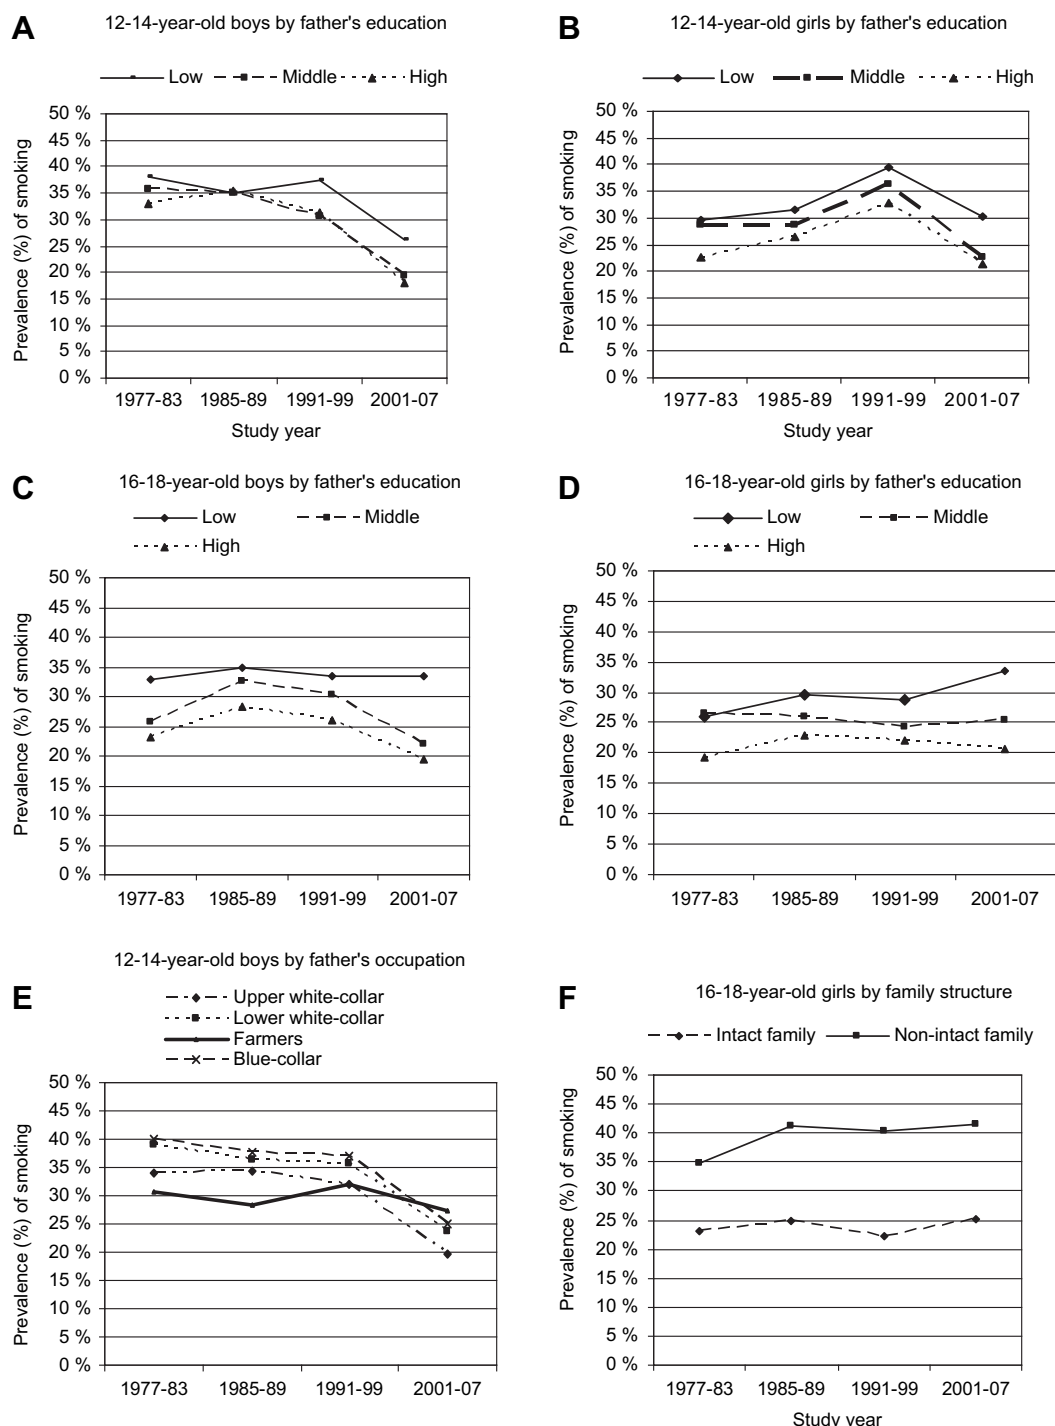 A
12-14-year-old boys by father's education
Low Middle High
Prevalence (%) of smoking
50 %
45 %
40 %
35 %
30 %
25 %
20 %
15 %
10 %
5 %
0 %
1977-83 1985-89 1991-99 2001-07
Study year
B
12-14-year-old girls by father's education
Low Middle High
Prevalence (%) of smoking
50 %
45 %
40 %
35 %
30 %
25 %
20 %
15 %
10 %
5 %
0 %
1977-83 1985-89 1991-99 2001-07
Study year
C
16-18-year-old boys by father's education
Low Middle
High
Prevalence (%) of smoking
50 %
45 %
40 %
35 %
30 %
25 %
20 %
15 %
10 %
5 %
0 %
1977-83 1985-89 1991-99 2001-07
D
16-18-year-old girls by father's education
Low Middle
High
Prevalence (%) of smoking
50 %
45 %
40 %
35 %
30 %
25 %
20 %
15 %
10 %
5 %
0 %
1977-83 1985-89 1991-99 2001-07
E
12-14-year-old boys by father's occupation
Upper white-collar
Lower white-collar
Farmers
Blue-collar
Prevalence (%) of smoking
50 %
45 %
40 %
35 %
30 %
25 %
20 %
15 %
10 %
5 %
0 %
1977-83 1985-89 1991-99 2001-07
F
16-18-year-old girls by family structure
Intact family Non-intact family
Prevalence (%) of smoking
50 %
45 %
40 %
35 %
30 %
25 %
20 %
15 %
10 %
5 %
0 %
1977-83 1985-89 1991-99 2001-07
Study year